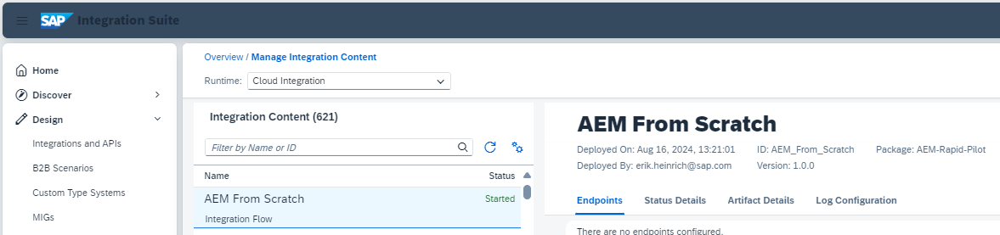 SAP Integration Suite
Home
Discover
Design
Integrations and APIs
B2B Scenarios
Custom Type Systems
MIGs
Overview / Manage Integration Content
Runtime: Cloud Integration
Integration Content (621)
Filter by Name or ID
Name Status
AEM From Scratch Started
Integration Flow
AEM From Scratch
Deployed On: Aug 16, 2024, 13:21:01 ID: AEM_From_Scratch Package: AEM-Rapid-Pilot
Deployed By: erik.heinrich@sap.com Version: 1.0.0
Endpoints Status Details Artifact Details Log Configuration
There are no endpoints configured.